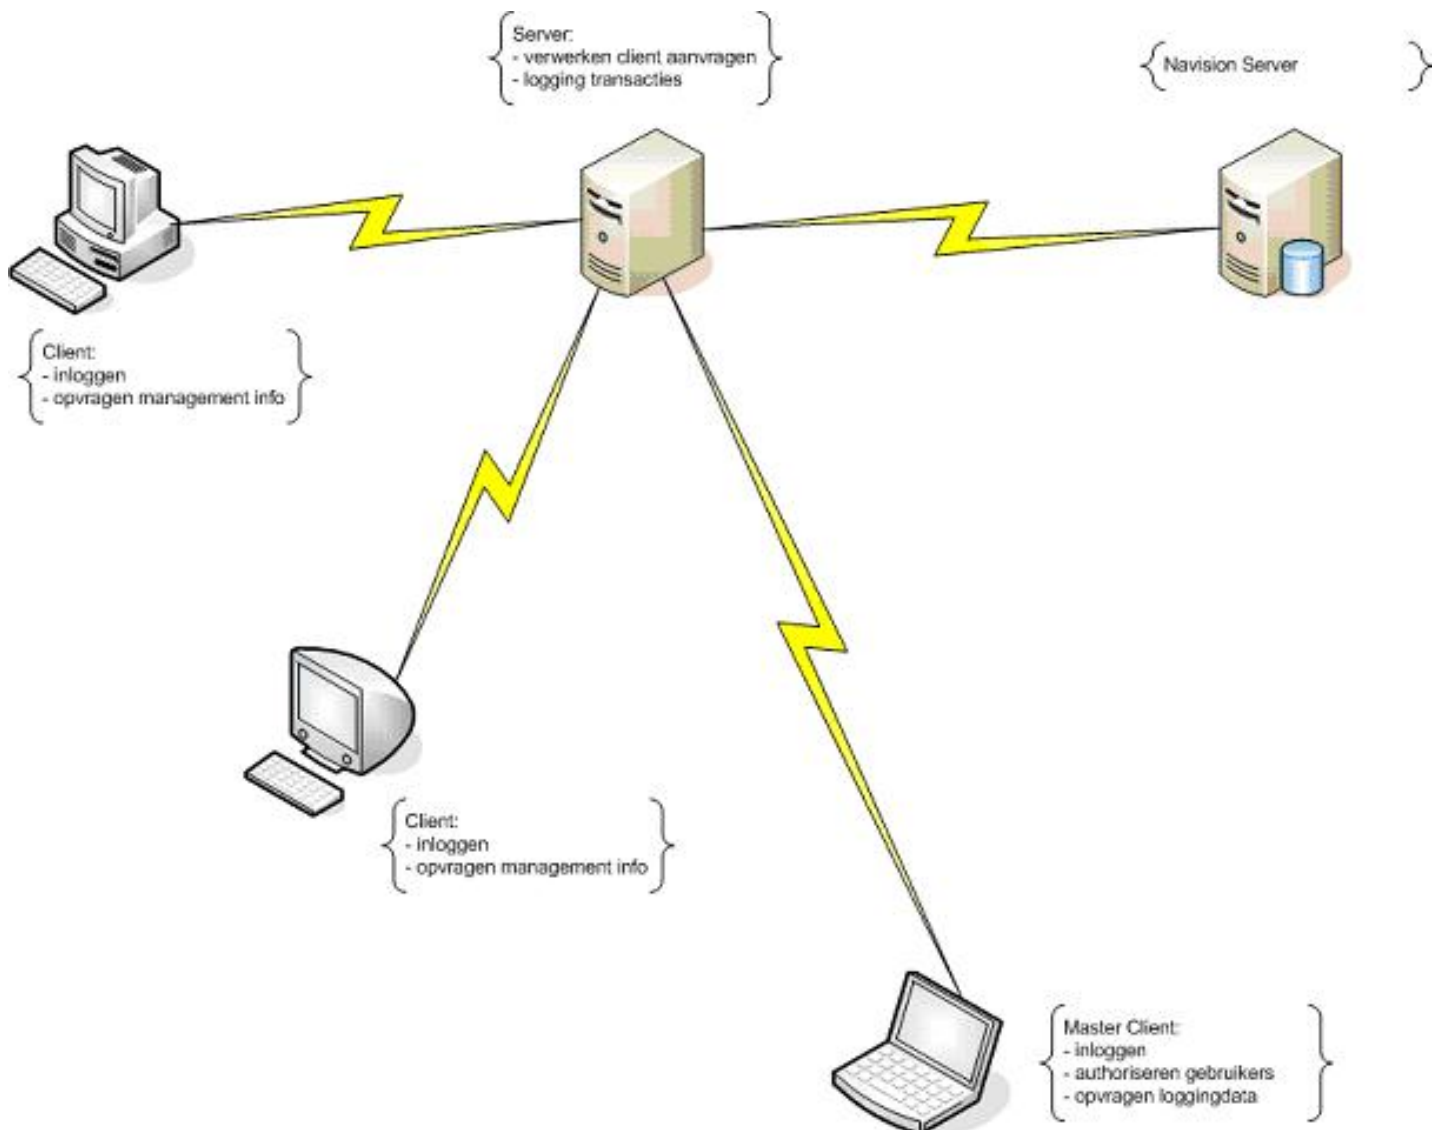 Server:
- verwerken client aanvragen
- logging transacties
Navision Server
Client:
- inloggen
- opvragen management info
Client:
- inloggen
- opvragen management info
Master Client:
- inloggen
- authoriseren gebruikers
- opvragen loggingdata